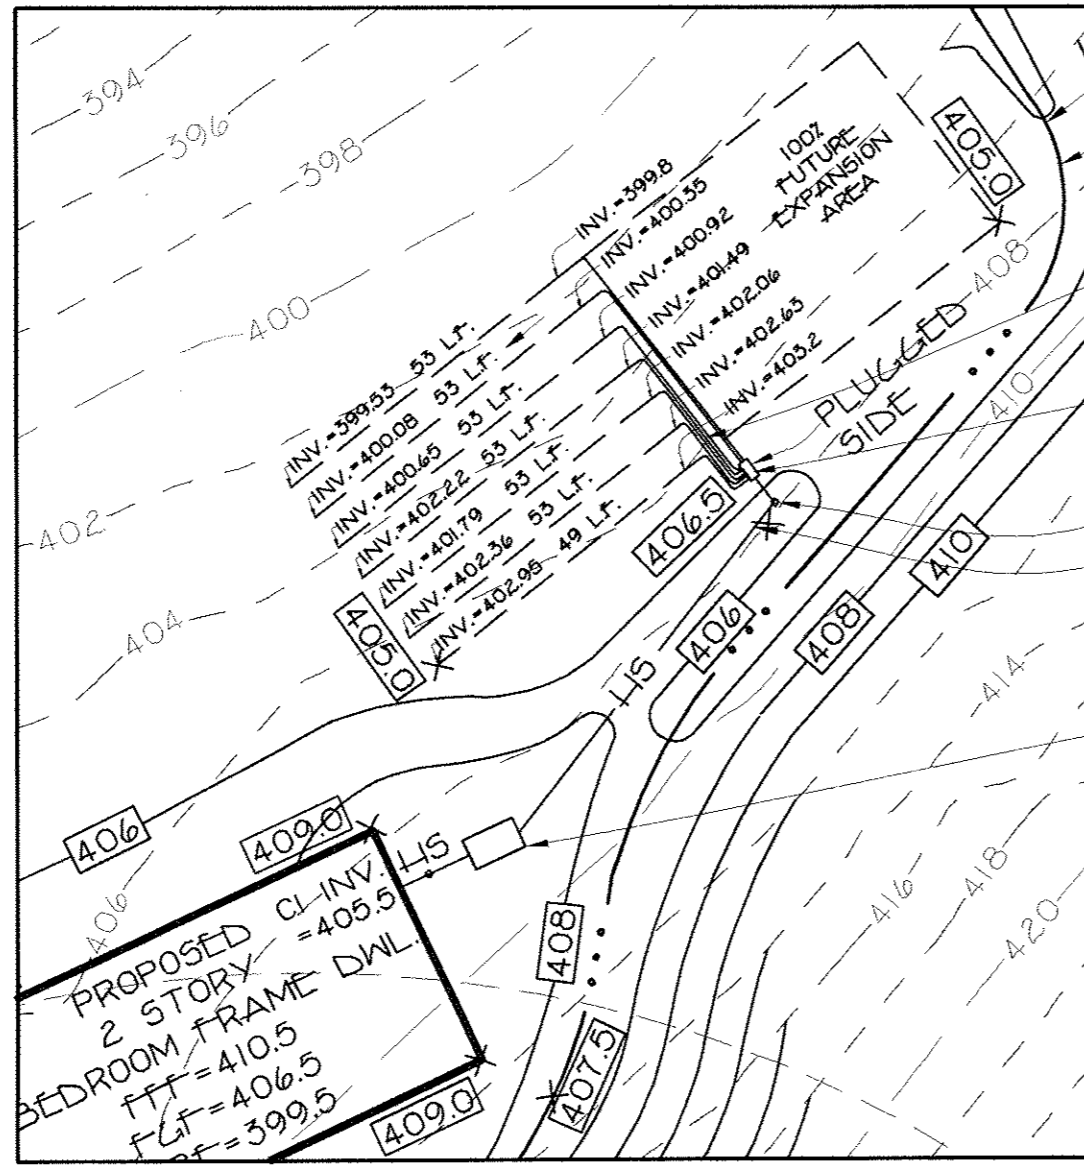 394
396
398
400
402
404
406
INV.=399.8
INV.=400.35
INV.=400.92
INV.=401.49
INV.=402.06
INV.=402.63
INV.=403.2
100%
FUTURE
EXPANSION
AREA
405.0
408
410
PLUGGED
SIDE
INV.=399.53 53 L.F.
INV.=400.08 53 L.F.
INV.=400.65 53 L.F.
INV.=402.22 53 L.F.
INV.=401.79 53 L.F.
INV.=402.36 53 L.F.
INV.=402.95 49 L.F.
405.0
406.5
406
408
410
414
416
418
420
LIS
LIS
406
409.0
CI INV.
=405.5
PROPOSED
2 STORY
BEDROOM FRAME DWL.
FFF=410.5
FGF=406.5
BF=399.5
409.0
408
407.5